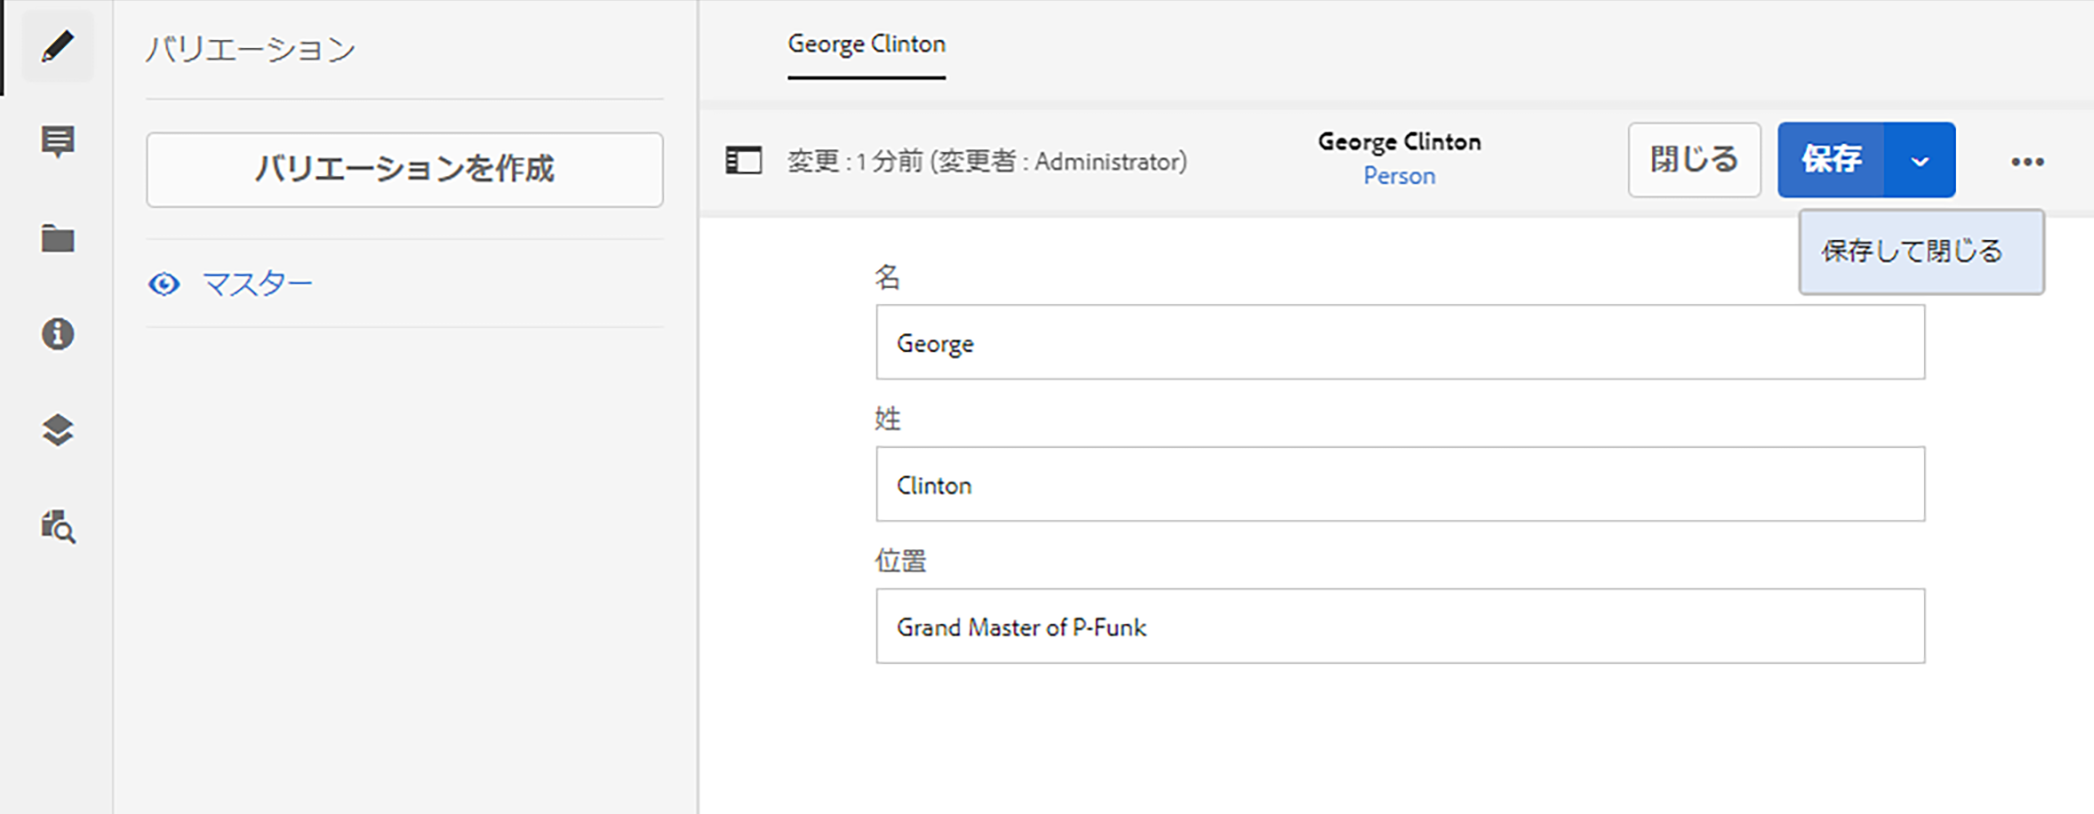 バリエーション
バリエーションを作成
マスター
George Clinton
変更 : 1 分前 (変更者 : Administrator)
George Clinton
Person
閉じる
保存
保存して閉じる
名
George
姓
Clinton
位置
Grand Master of P-Funk